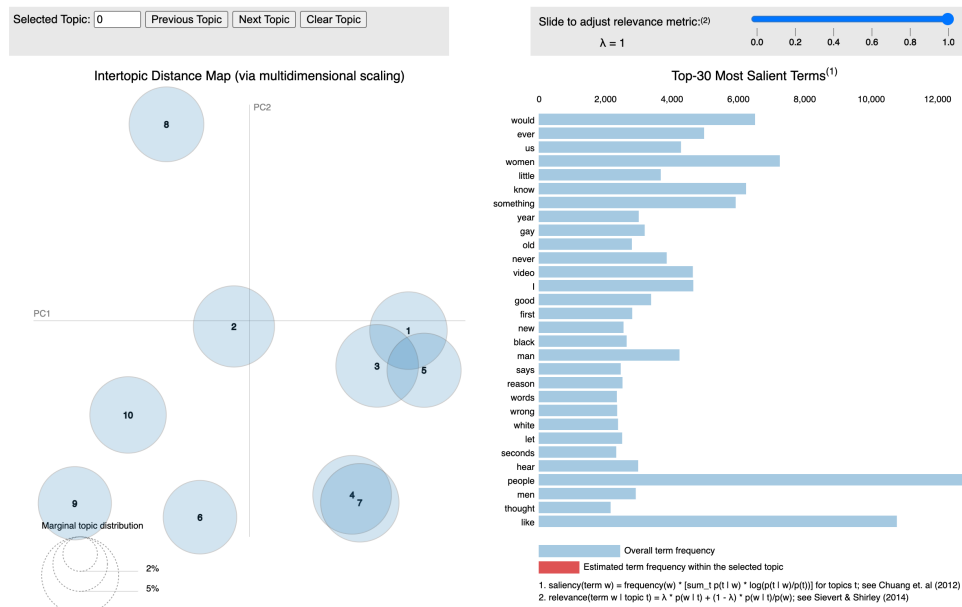 Selected Topic: 0 Previous Topic Next Topic Clear Topic
Slide to adjust relevance metric:(2)
λ = 1
0.0 0.2 0.4 0.6 0.8 1.0
Intertopic Distance Map (via multidimensional scaling)
PC2
PC1
8
2
1
3
5
10
4
7
9
6
Marginal topic distribution
2%
5%
Top-30 Most Salient Terms(1)
0 2,000 4,000 6,000 8,000 10,000 12,000
would
ever
us
women
little
know
something
year
gay
old
never
video
I
good
first
new
black
man
says
reason
words
wrong
white
let
seconds
hear
people
men
thought
like
Overall term frequency
Estimated term frequency within the selected topic
1. saliency(term w) = frequency(w) * [sum_t p(t | w) * log(p(t | w)/p(t))] for topics t; see Chuang et. al (2012)
2. relevance(term w | topic t) = λ * p(w | t) + (1 - λ) * p(w | t)/p(w); see Sievert & Shirley (2014)